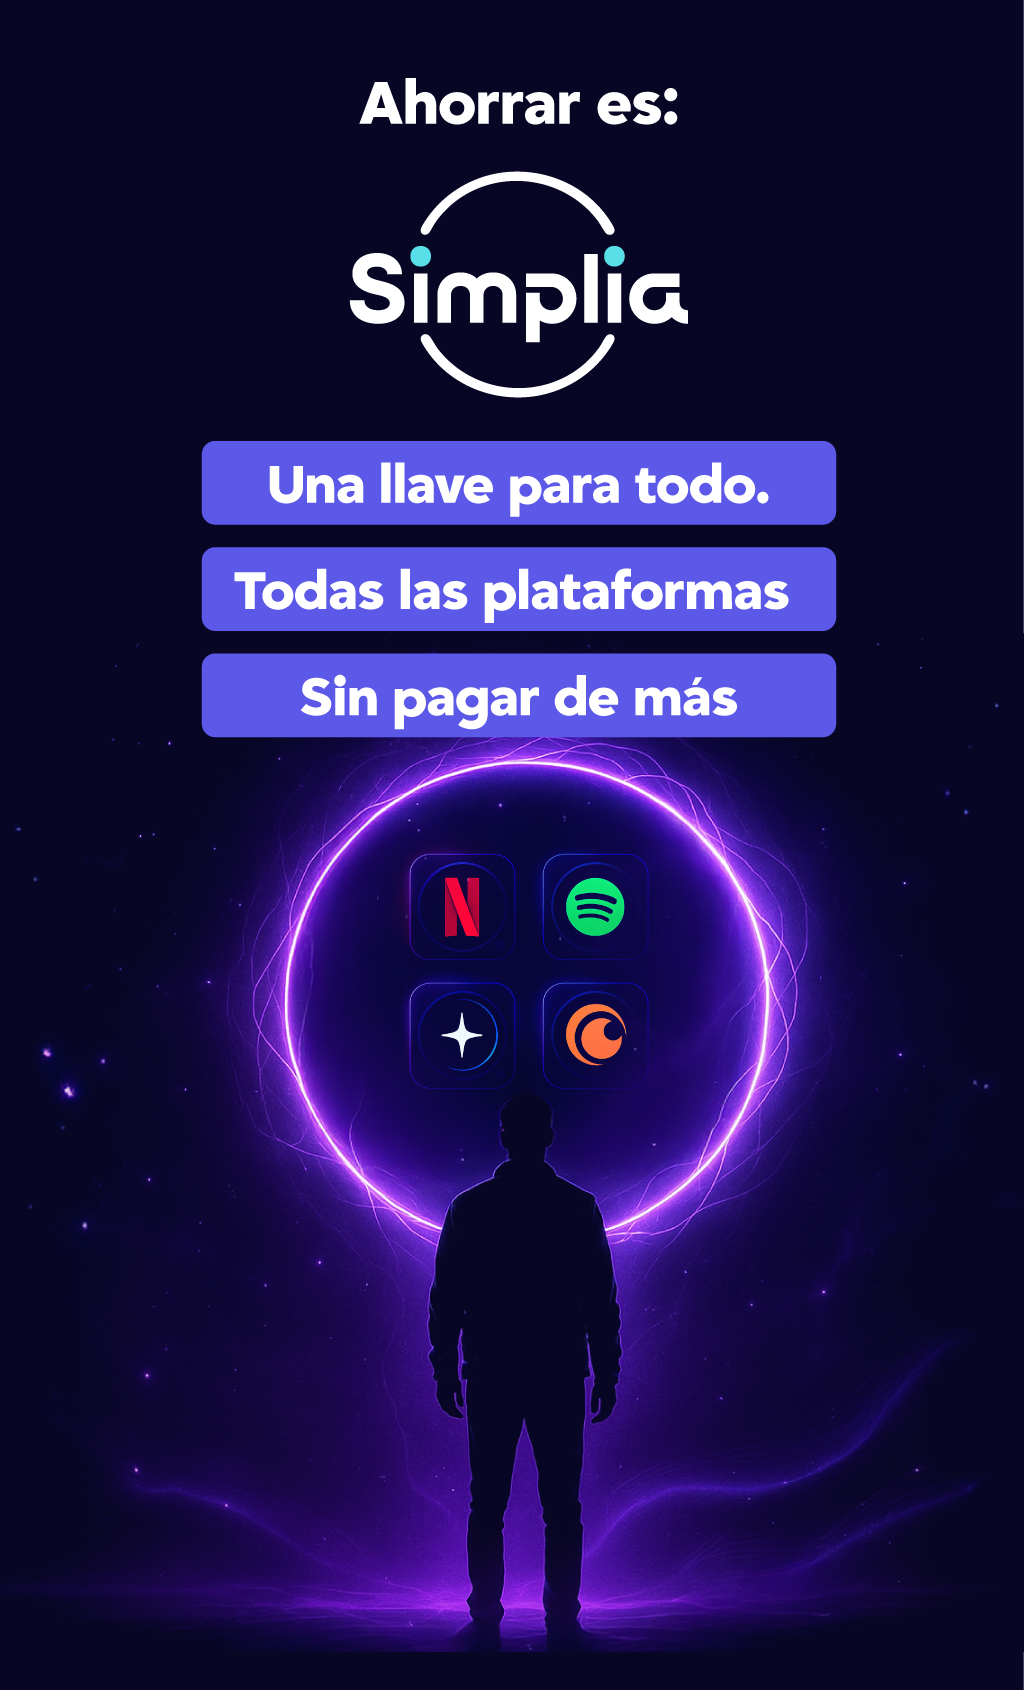 Ahorrar es:
Simplia
Una llave para todo.
Todas las plataformas
Sin pagar de más
N